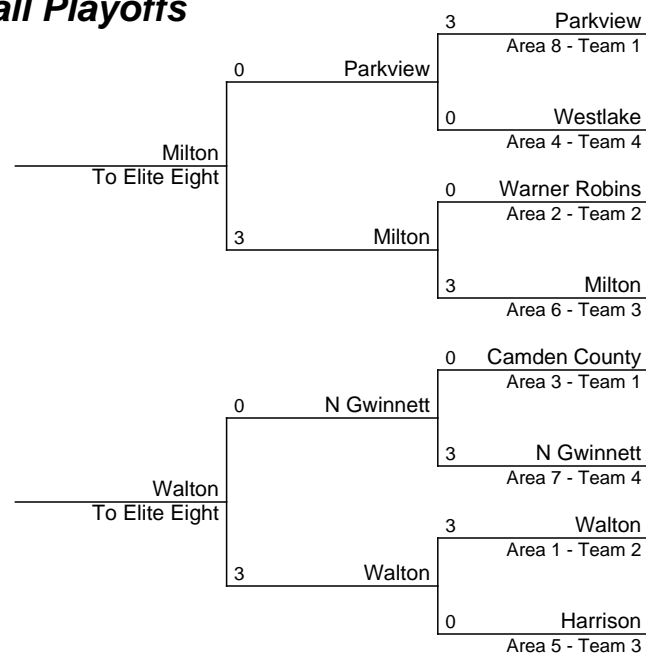 all Playoffs
3 Parkview
Area 8 - Team 1
0 Parkview
0 Westlake
Area 4 - Team 4
Milton
To Elite Eight
0 Warner Robins
Area 2 - Team 2
3 Milton
3 Milton
Area 6 - Team 3
0 Camden County
Area 3 - Team 1
0 N Gwinnett
3 N Gwinnett
Area 7 - Team 4
Walton
To Elite Eight
3 Walton
Area 1 - Team 2
3 Walton
0 Harrison
Area 5 - Team 3